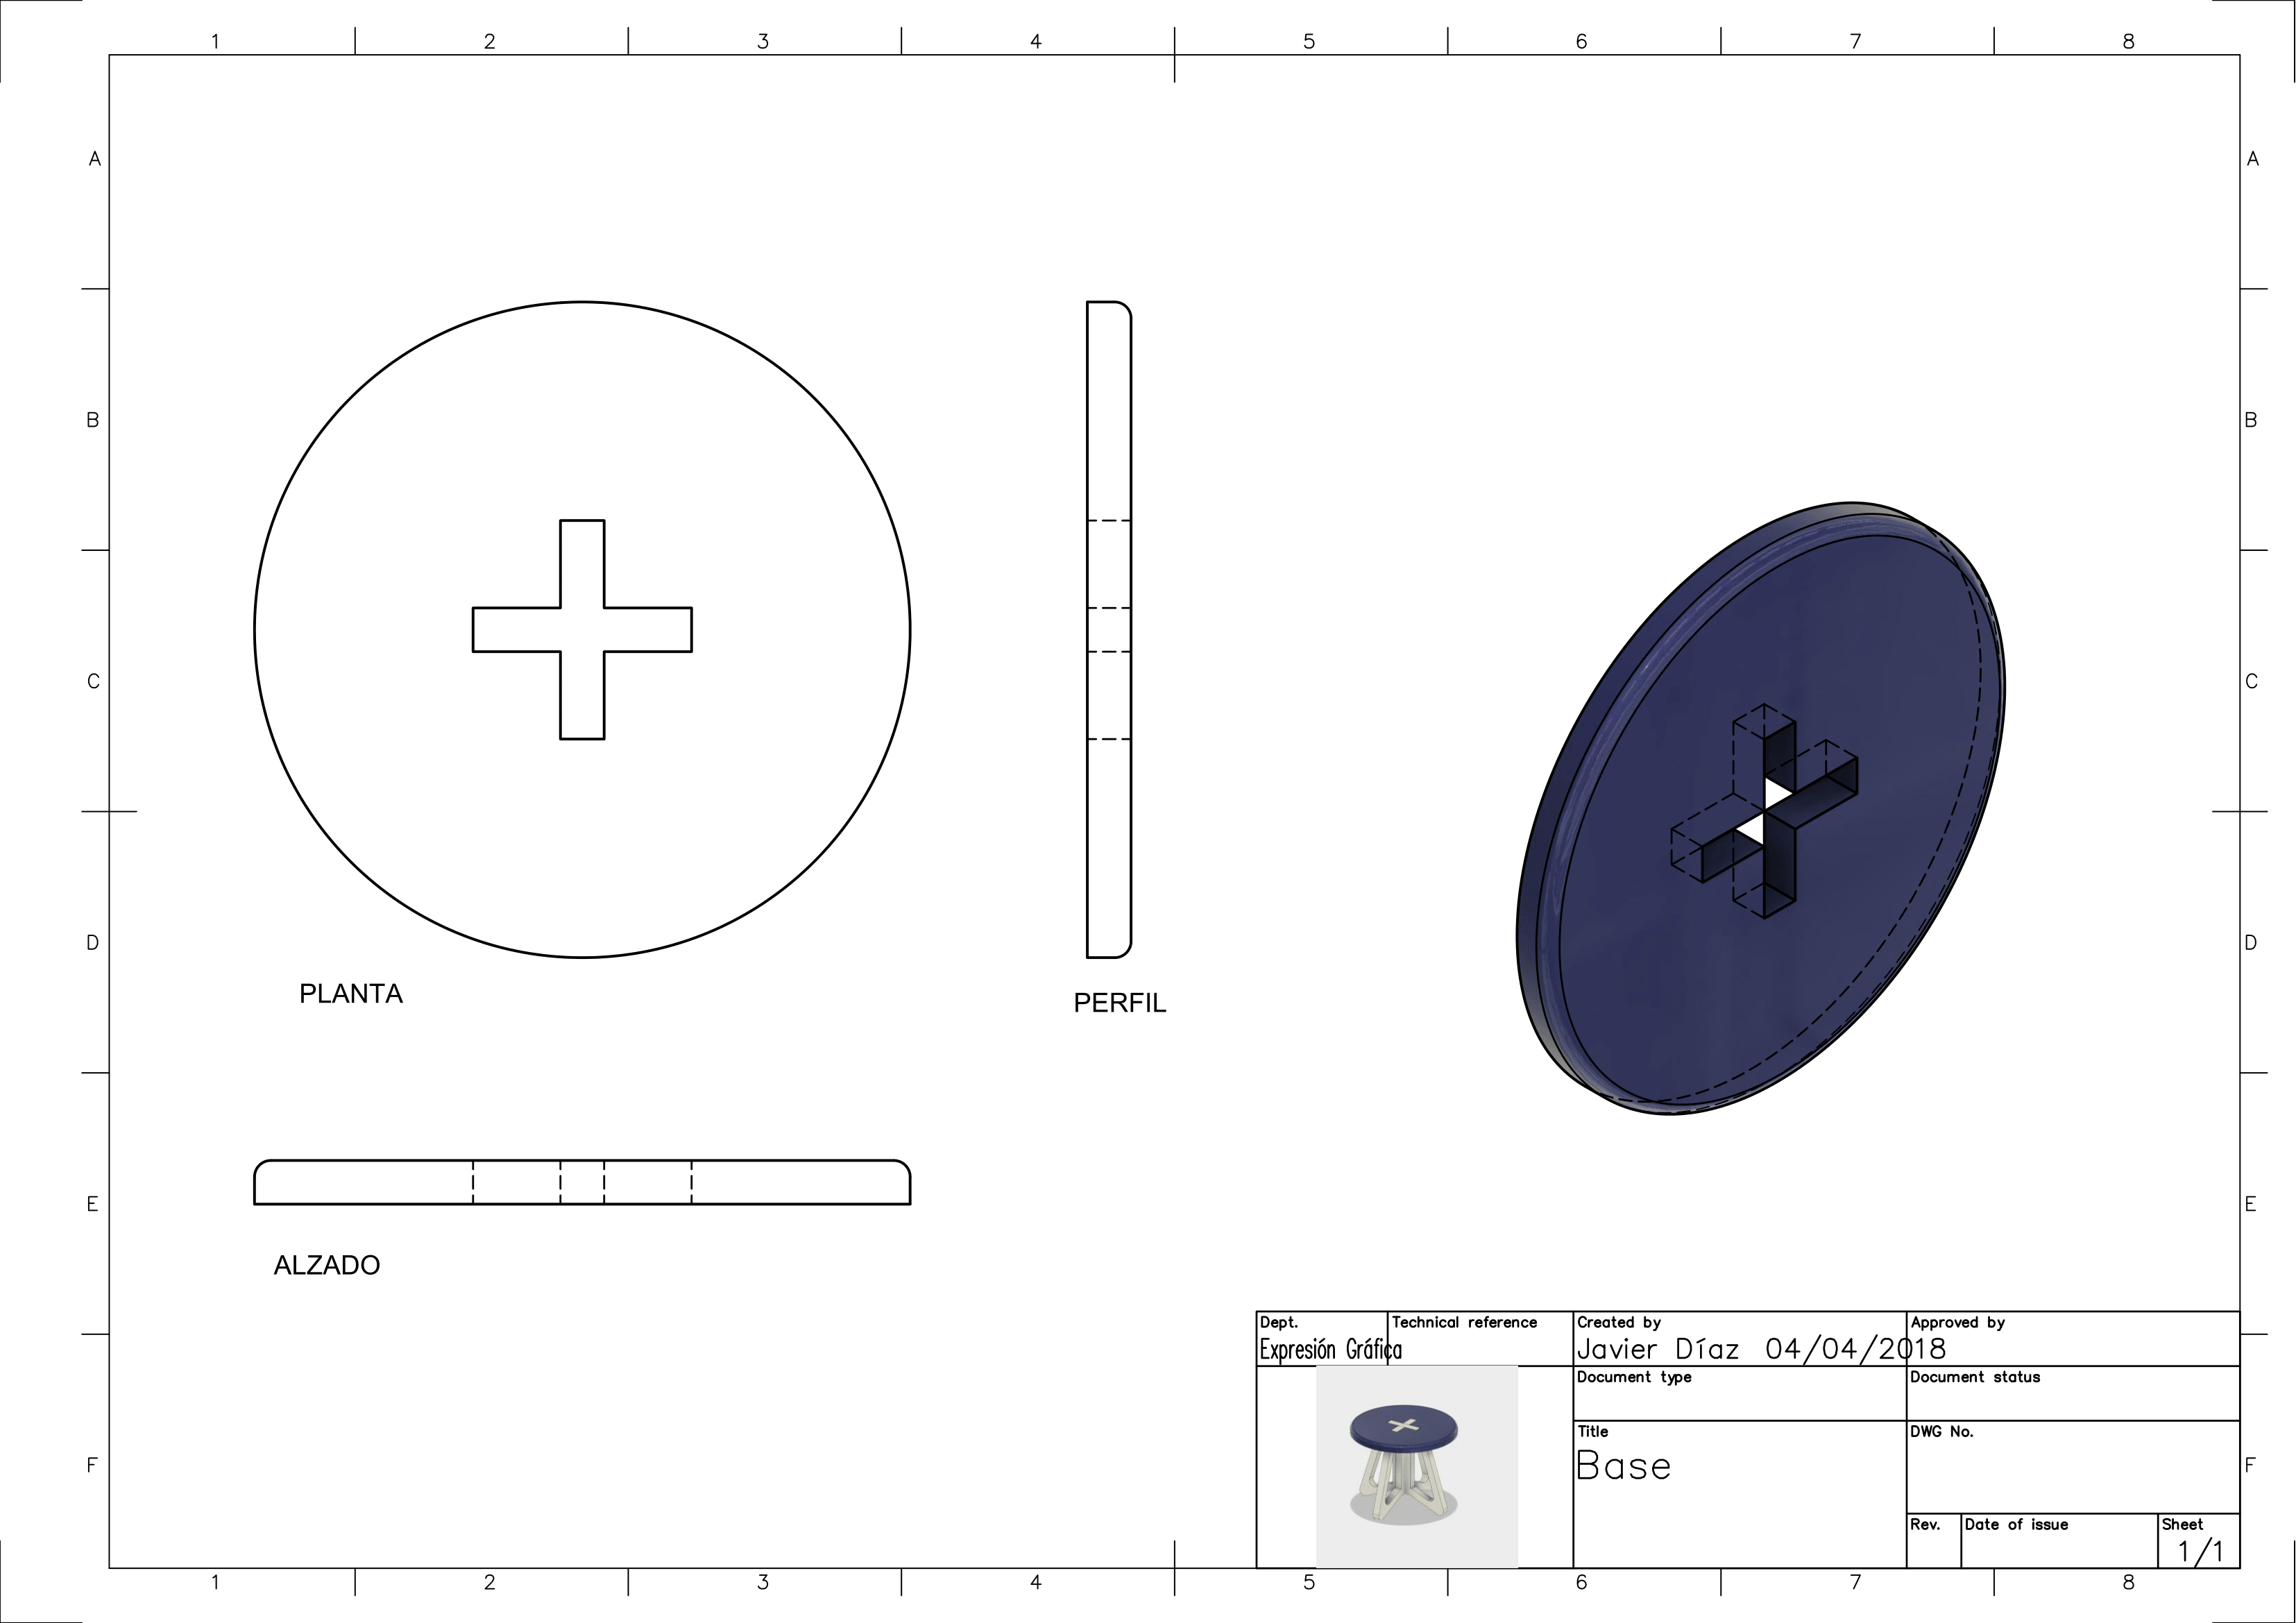 1 2 3 4 5 6 7 8
A A
B B
C C
D D
E E
F F
PLANTA
PERFIL
ALZADO
Dept.
Expresión Gráfica
Technical reference
Created by
Javier Díaz 04/04/2018
Approved by
Document type
Document status
Title
Base
DWG No.
Rev.
Date of issue
Sheet
1/1
1 2 3 4 5 6 7 8